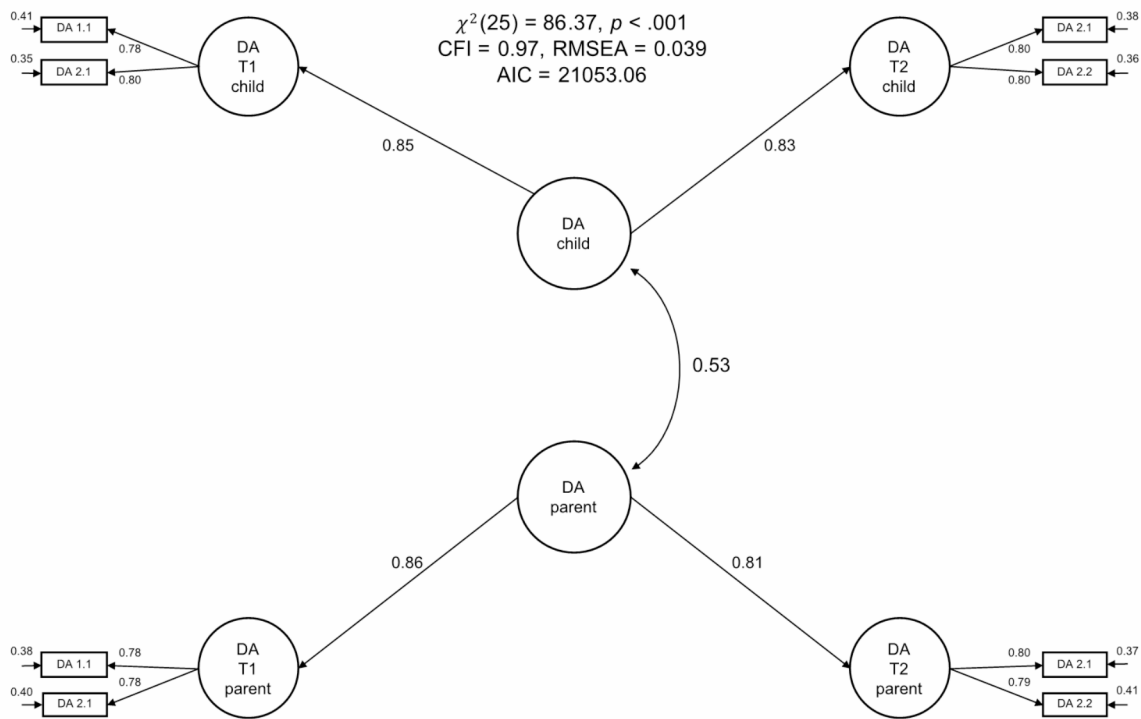 χ²(25) = 86.37, p < .001
CFI = 0.97, RMSEA = 0.039
AIC = 21053.06
0.41
DA 1.1
0.78
0.35
DA 2.1
0.80
DA
T1
child
0.85
DA
T2
child
0.83
0.80
DA 2.1
0.38
0.80
DA 2.2
0.36
DA
child
0.53
DA
parent
0.86
0.81
0.38
DA 1.1
0.78
0.40
DA 2.1
0.78
DA
T1
parent
DA
T2
parent
0.80
DA 2.1
0.37
0.79
DA 2.2
0.41